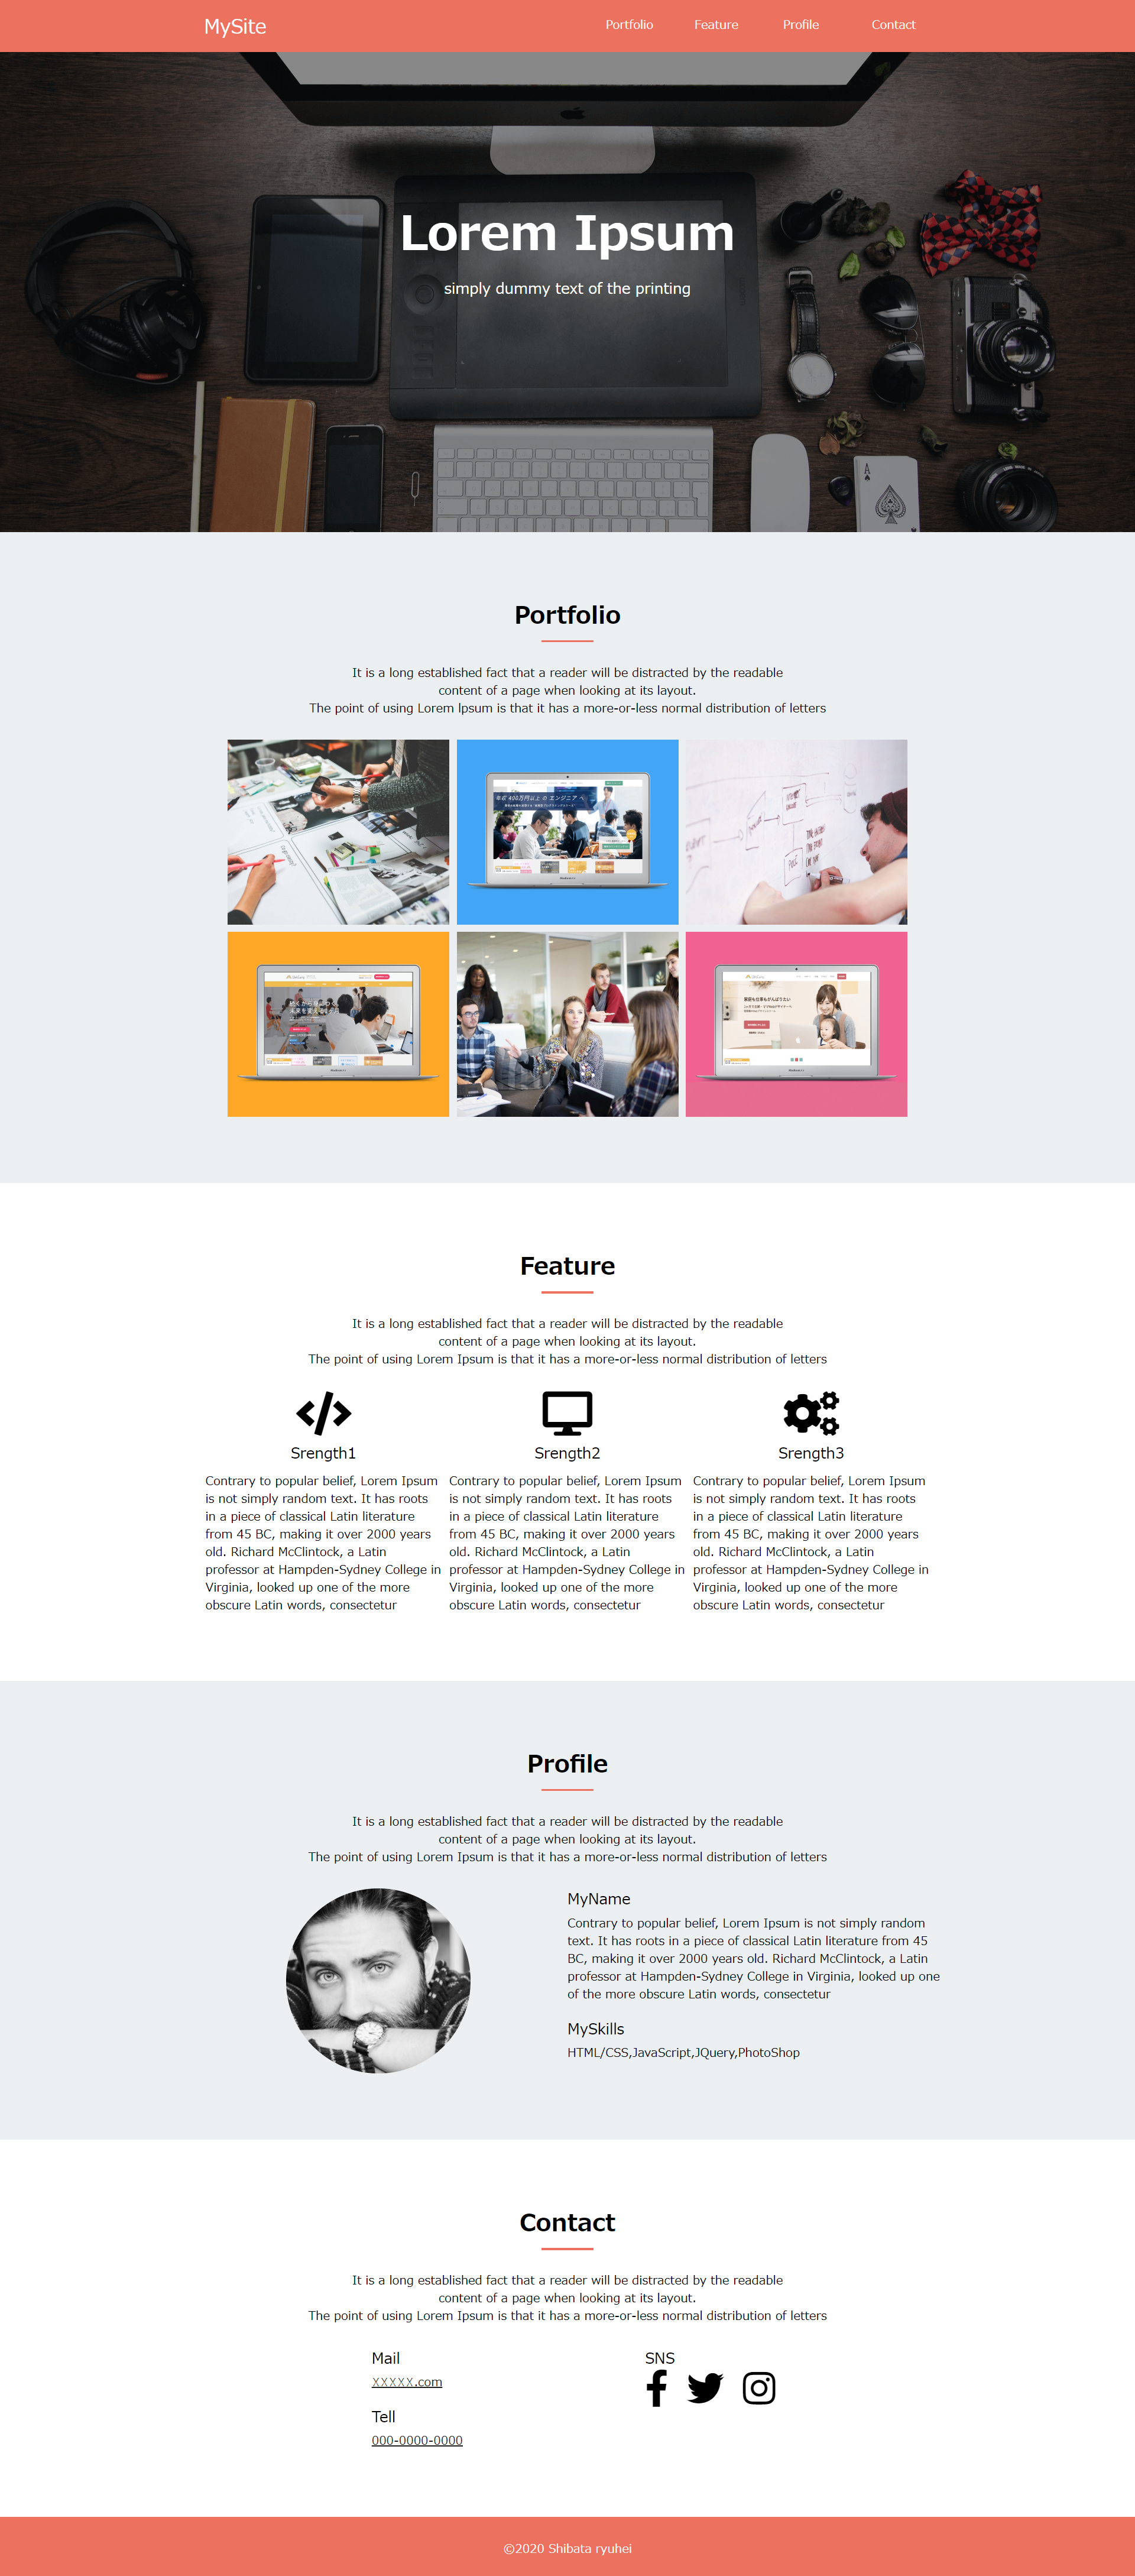 MySite
Portfolio Feature Profile Contact
Lorem Ipsum
simply dummy text of the printing
Portfolio
It is a long established fact that a reader will be distracted by the readable
content of a page when looking at its layout.
The point of using Lorem lpsum is that it has a more-or-less normal distribution of letters
年収400万円以上 の エンジニア へ
Feature
It is a long established fact that a reader will be distracted by the readable
content of a page when looking at its layout.
The point of using Lorem Ipsum is that it has a more-or-less normal distribution of letters
Srength1
Contrary to popular belief, Lorem Ipsum
is not simply random text. It has roots
in a piece of classical Latin literature
from 45 BC, making it over 2000 years
old. Richard McClintock, a Latin
professor at Hampden-Sydney College in
Virginia, looked up one of the more
obscure Latin words, consectetur
Srength2
Contrary to popular belief, Lorem Ipsum
is not simply random text. It has roots
in a piece of classical Latin literature
from 45 BC, making it over 2000 years
old. Richard McClintock, a Latin
professor at Hampden-Sydney College in
Virginia, looked up one of the more
obscure Latin words, consectetur
Srength3
Contrary to popular belief, Lorem Ipsum
is not simply random text. It has roots
in a piece of classical Latin literature
from 45 BC, making it over 2000 years
old. Richard McClintock, a Latin
professor at Hampden-Sydney College in
Virginia, looked up one of the more
obscure Latin words, consectetur
Profile
It is a long established fact that a reader will be distracted by the readable
content of a page when looking at its layout.
The point of using Lorem Ipsum is that it has a more-or-less normal distribution of letters
MyName
Contrary to popular belief, Lorem Ipsum is not simply random
text. It has roots in a piece of classical Latin literature from 45
BC, making it over 2000 years old. Richard McClintock, a Latin
professor at Hampden-Sydney College in Virginia, looked up one
of the more obscure Latin words, consectetur
MySkills
HTML/CSS,JavaScript,JQuery,PhotoShop
Contact
It is a long established fact that a reader will be distracted by the readable
content of a page when looking at its layout.
The point of using Lorem Ipsum is that it has a more-or-less normal distribution of letters
Mail
XXXXX.com
Tell
000-0000-0000
SNS
©2020 Shibata ryuhei